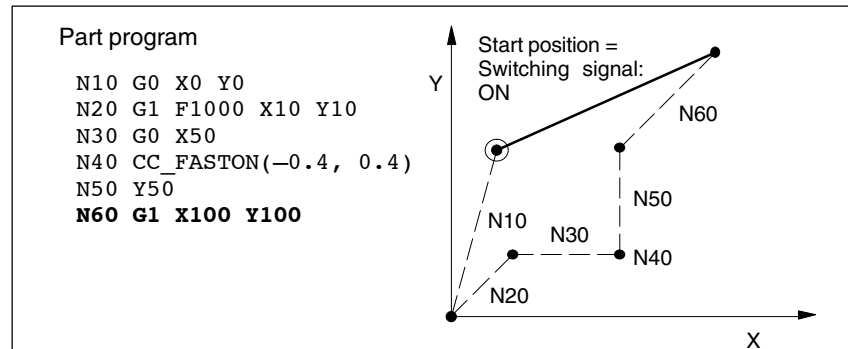 Part program
N10 G0 X0 Y0
N20 G1 F1000 X10 Y10
N30 G0 X50
N40 CC_FASTON(–0.4, 0.4)
N50 Y50
N60 G1 X100 Y100
Y
Start position =
Switching signal:
ON
N60
N50
N10
N30
N40
N20
X